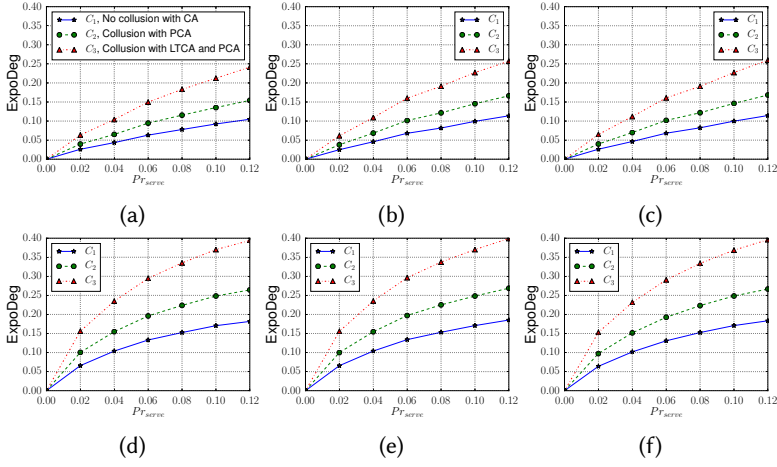 0.40
0.35
0.30
0.25
0.20
0.15
0.10
0.05
0.00
ExpoDeg
C₁, No collusion with CA
C₂, Collusion with PCA
C₃, Collusion with LTCA and PCA
0.00 0.02 0.04 0.06 0.08 0.10 0.12
Pr_serve
(a)
0.40
0.35
0.30
0.25
0.20
0.15
0.10
0.05
0.00
ExpoDeg
C₁
C₂
C₃
0.00 0.02 0.04 0.06 0.08 0.10 0.12
Pr_serve
(b)
0.40
0.35
0.30
0.25
0.20
0.15
0.10
0.05
0.00
ExpoDeg
C₁
C₂
C₃
0.00 0.02 0.04 0.06 0.08 0.10 0.12
Pr_serve
(c)
0.40
0.35
0.30
0.25
0.20
0.15
0.10
0.05
0.00
ExpoDeg
C₁
C₂
C₃
0.00 0.02 0.04 0.06 0.08 0.10 0.12
Pr_serve
(d)
0.40
0.35
0.30
0.25
0.20
0.15
0.10
0.05
0.00
ExpoDeg
C₁
C₂
C₃
0.00 0.02 0.04 0.06 0.08 0.10 0.12
Pr_serve
(e)
0.40
0.35
0.30
0.25
0.20
0.15
0.10
0.05
0.00
ExpoDeg
C₁
C₂
C₃
0.00 0.02 0.04 0.06 0.08 0.10 0.12
Pr_serve
(f)